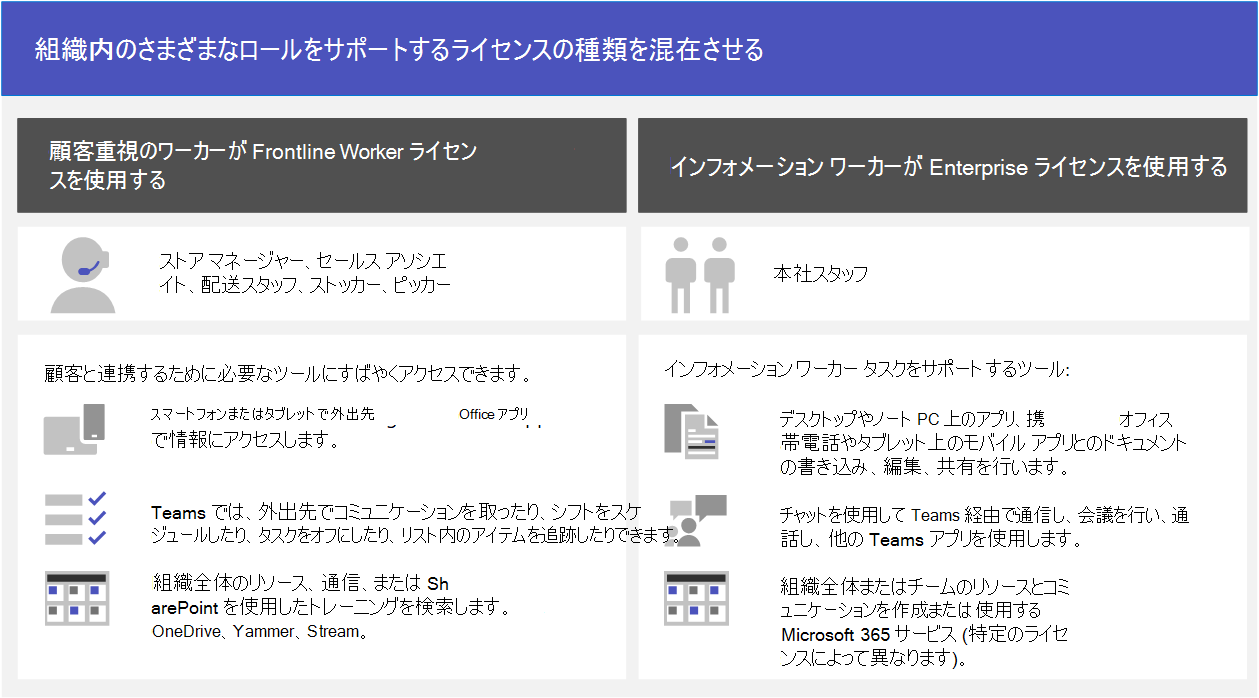 組織内のさまざまなロールをサポートするライセンスの種類を混在させる
顧客重視のワーカーが Frontline Worker ライセン
スを使用する
インフォメーション ワーカーが Enterprise ライセンスを使用する
ストア マネージャー、セールス アソシエ
イト、配送スタッフ、ストッカー、ピッカー
本社スタッフ
顧客と連携するために必要なツールにすばやくアクセスできます。
スマートフォンまたはタブレットで外出先 Office アプリ
で情報にアクセスします。
Teams では、外出先でコミュニケーションを取ったり、シフトをスケ
ジュールしたり、タスクをオフにしたり、リスト内のアイテムを追跡したりできます。
組織全体のリソース、通信、または Sh
arePoint を使用したトレーニングを検索します。
OneDrive、Yammer、Stream。
インフォメーション ワーカー タスクをサポート するツール:
デスクトップやノート PC 上のアプリ、携 オフィス
帯電話やタブレット上のモバイル アプリとのドキュメント
の書き込み、編集、共有を行います。
チャットを使用して Teams 経由で通信し、会議を行い、通
話し、他の Teams アプリを使用します。
組織全体またはチームのリソースとコミ
ュニケーションを作成または 使用する
Microsoft 365 サービス (特定のライセ
ンスによって異なります)。